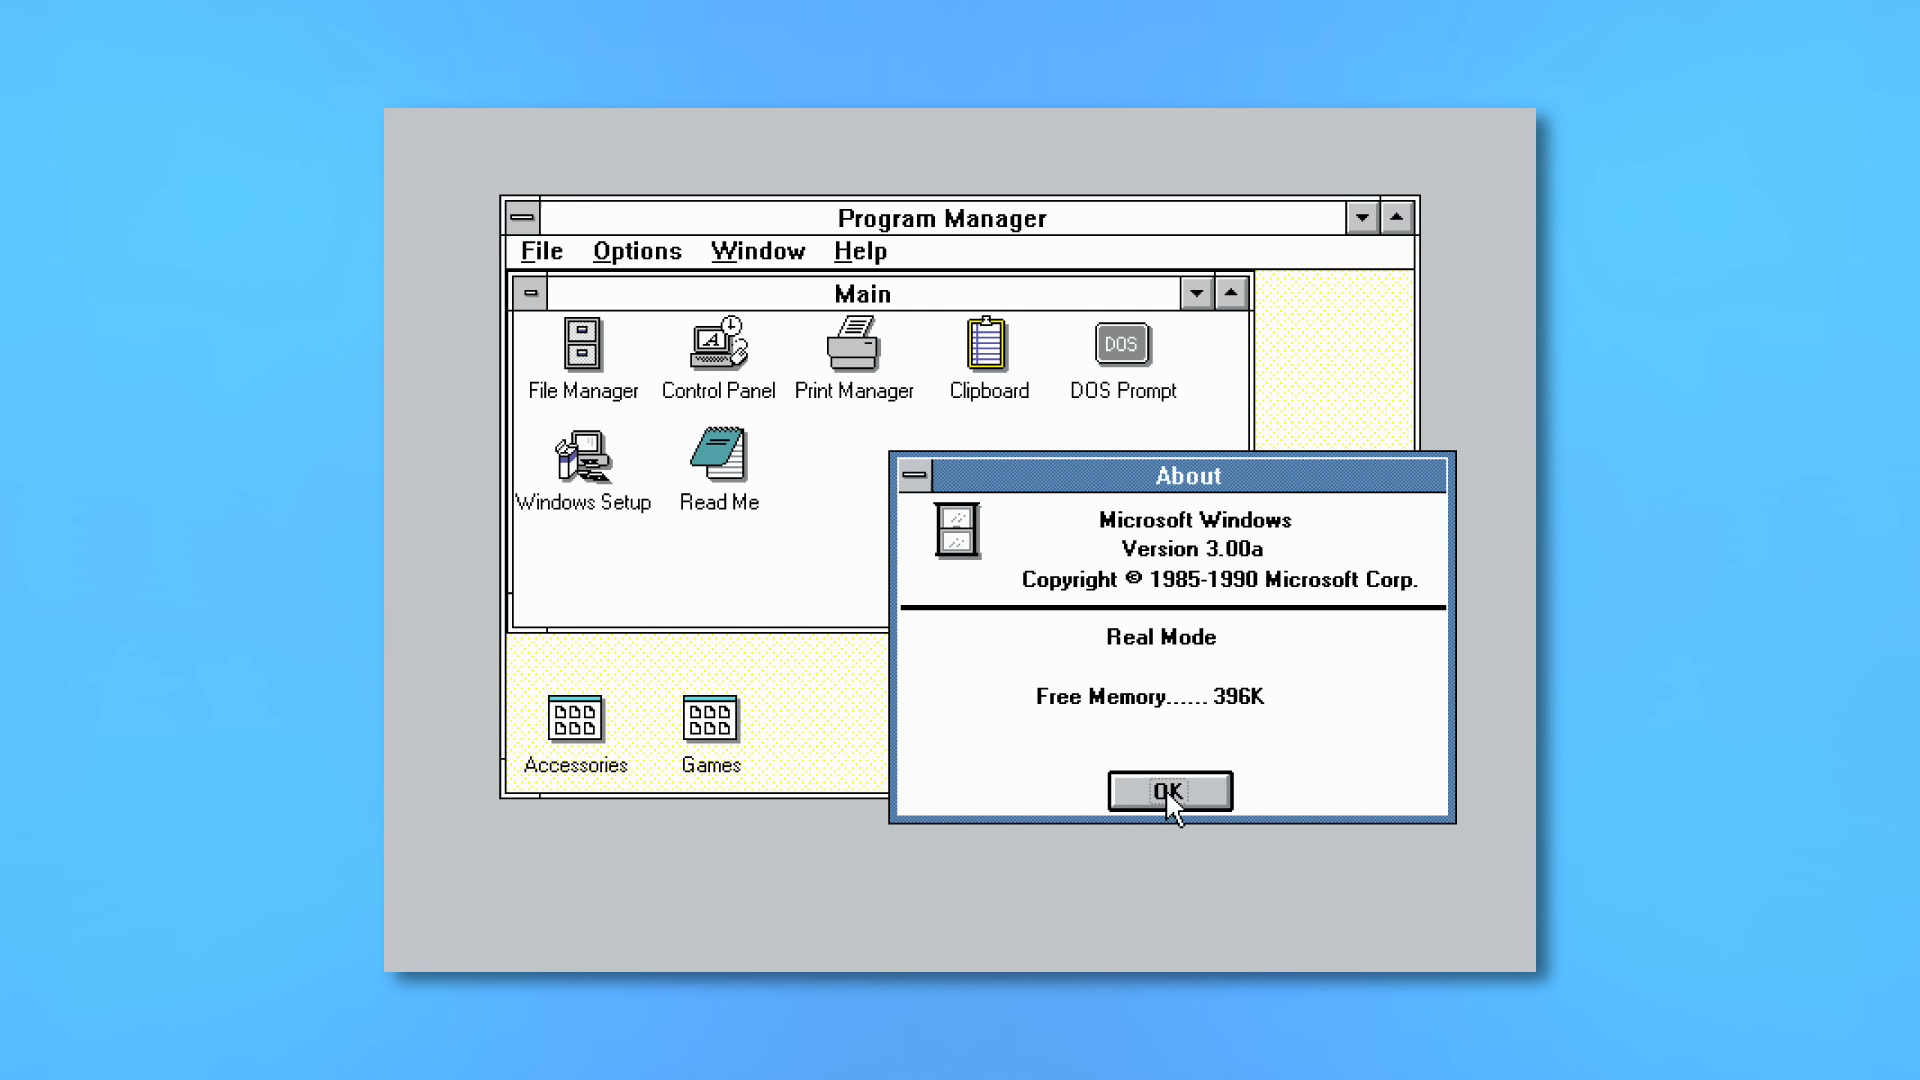 Program Manager
File Options Window Help
Main
A
DOS
File Manager Control Panel Print Manager Clipboard DOS Prompt
Windows Setup Read Me
About
Microsoft Windows
Version 3.00a
Copyright © 1985-1990 Microsoft Corp.
Real Mode
Free Memory...... 396K
OK
Accessories Games